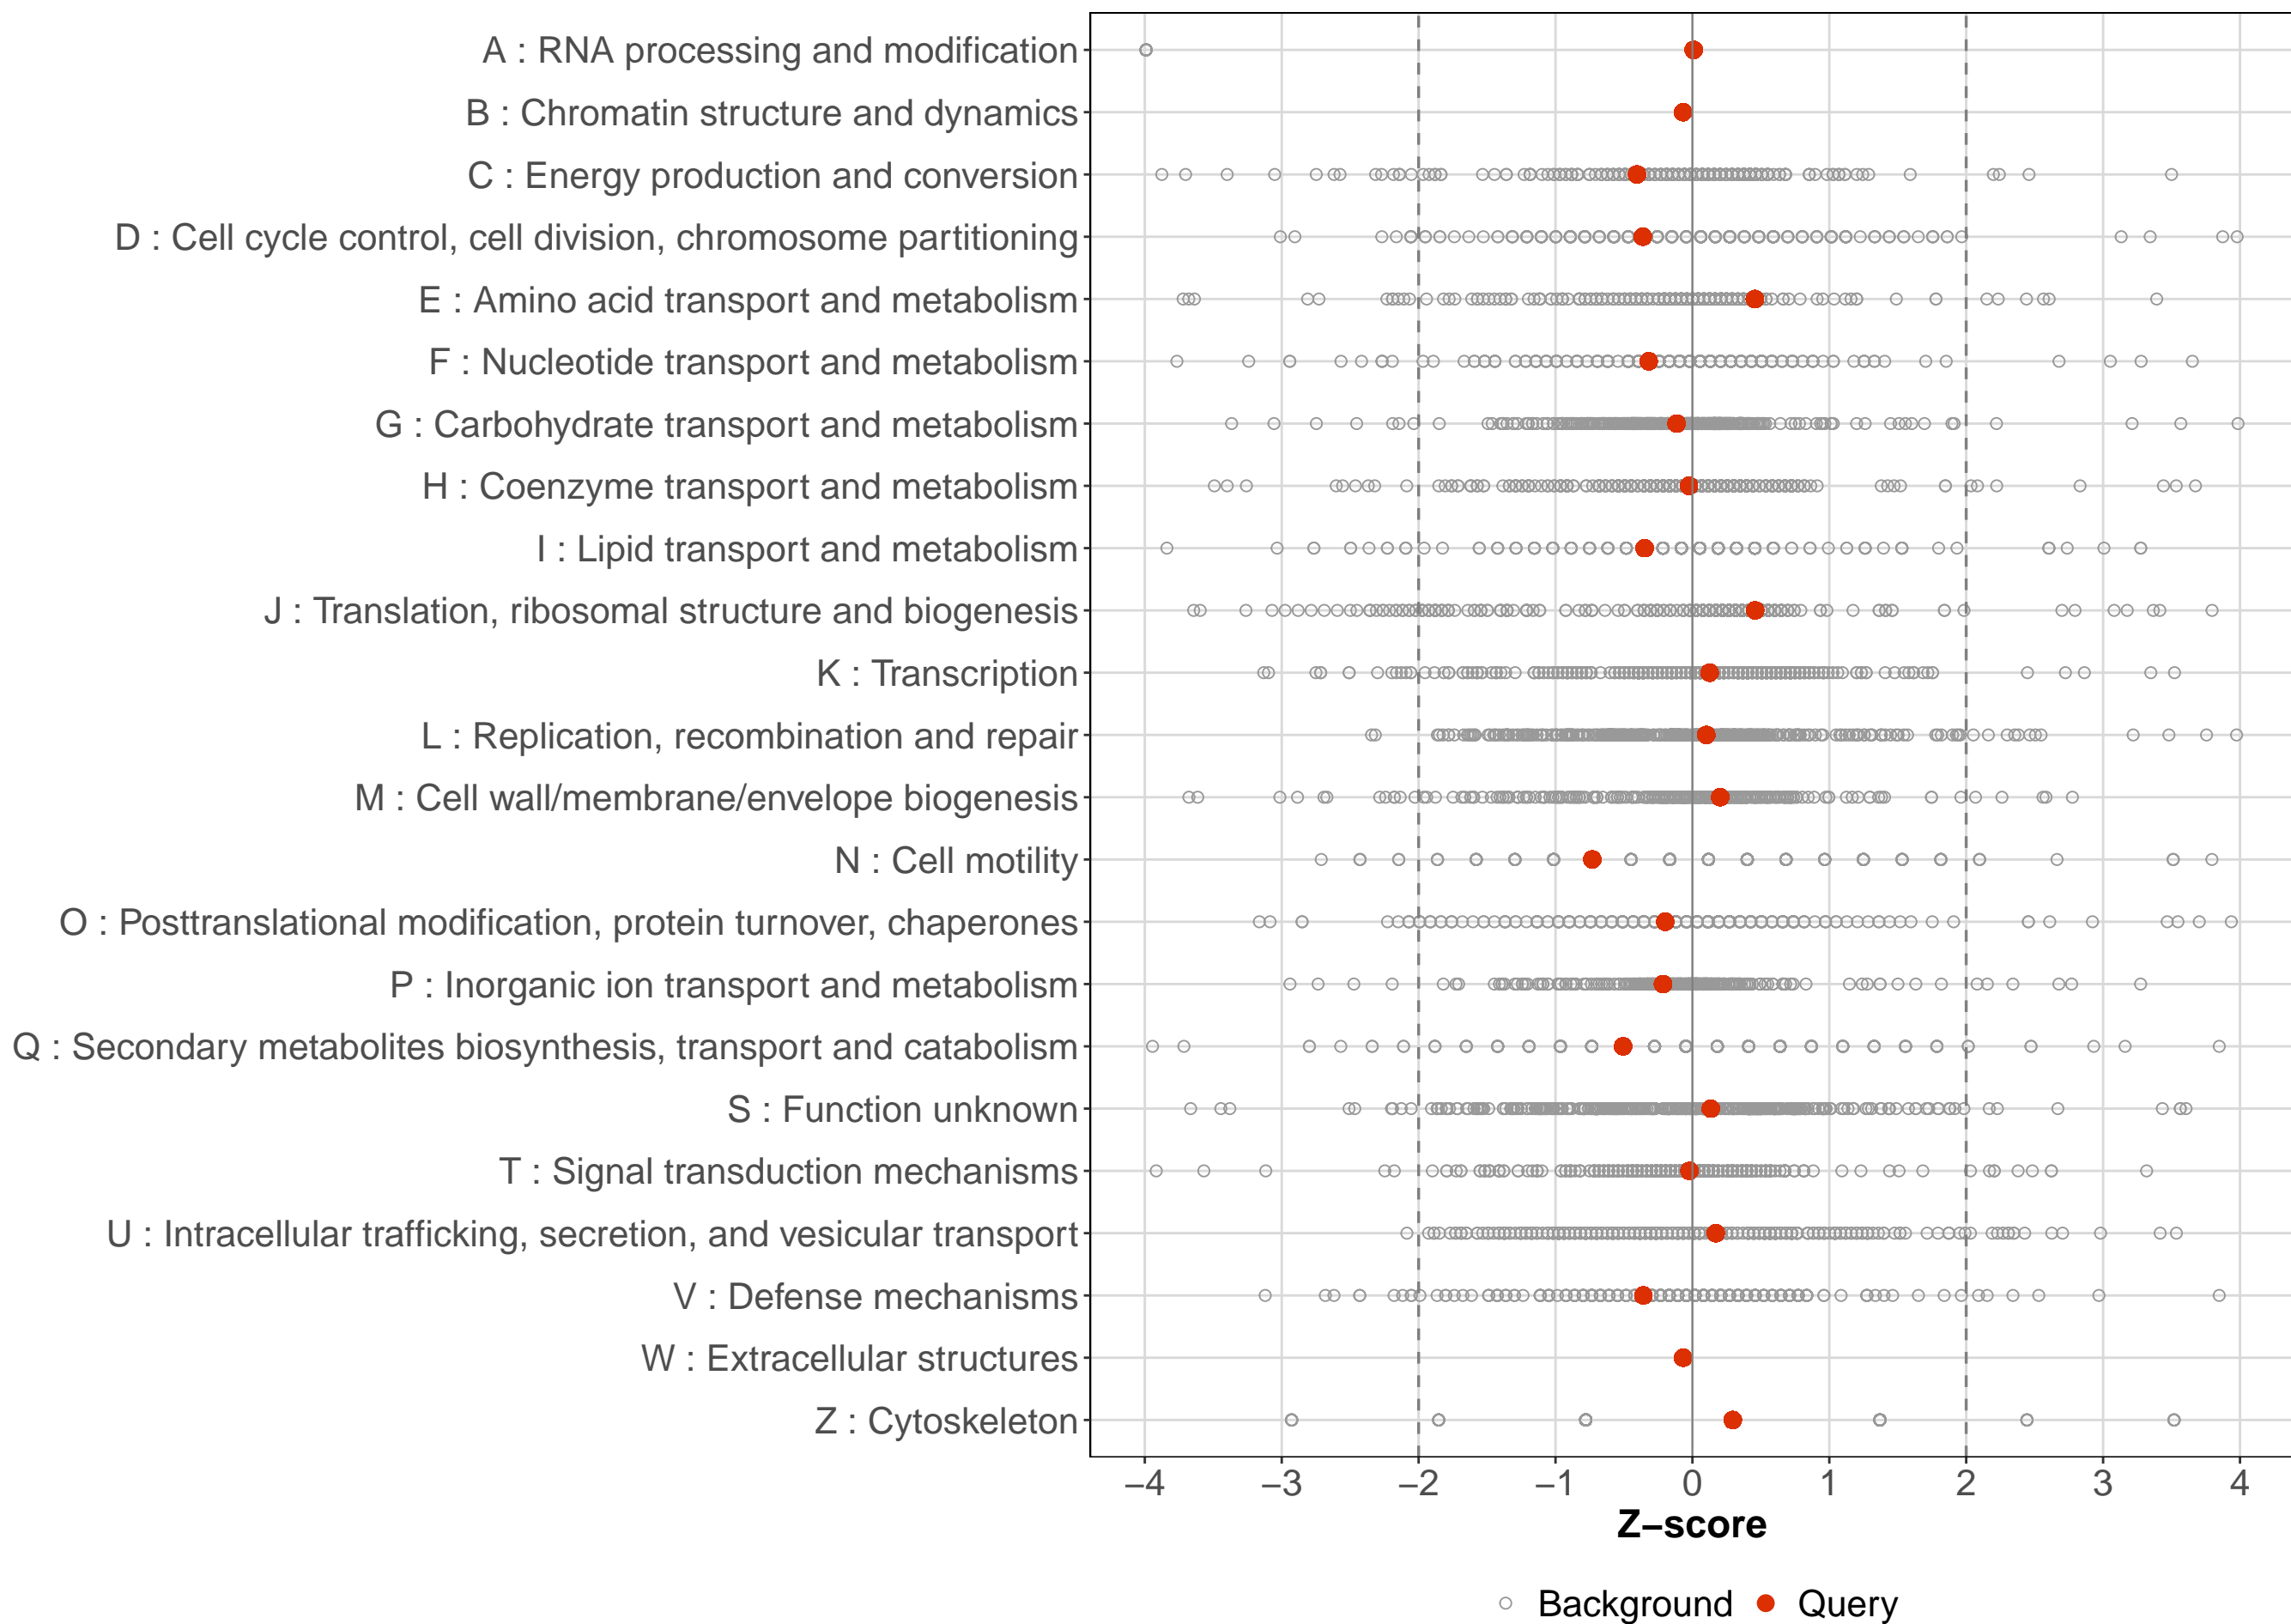 A : RNA processing and modification
B : Chromatin structure and dynamics
C : Energy production and conversion
D : Cell cycle control, cell division, chromosome partitioning
E : Amino acid transport and metabolism
F : Nucleotide transport and metabolism
G : Carbohydrate transport and metabolism
H : Coenzyme transport and metabolism
I : Lipid transport and metabolism
J : Translation, ribosomal structure and biogenesis
K : Transcription
L : Replication, recombination and repair
M : Cell wall/membrane/envelope biogenesis
N : Cell motility
O : Posttranslational modification, protein turnover, chaperones
P : Inorganic ion transport and metabolism
Q : Secondary metabolites biosynthesis, transport and catabolism
S : Function unknown
T : Signal transduction mechanisms
U : Intracellular trafficking, secretion, and vesicular transport
V : Defense mechanisms
W : Extracellular structures
Z : Cytoskeleton
−4 −3 −2 −1 0 1 2 3 4
Z−score
Background Query